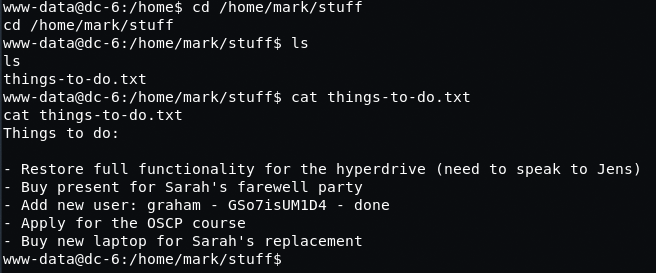 www-data@dc-6:/home$ cd /home/mark/stuff
cd /home/mark/stuff
www-data@dc-6:/home/mark/stuff$ ls
ls
things-to-do.txt
www-data@dc-6:/home/mark/stuff$ cat things-to-do.txt
cat things-to-do.txt
Things to do:

- Restore full functionality for the hyperdrive (need to speak to Jens)
- Buy present for Sarah's farewell party
- Add new user: graham - GSo7isUM1D4 - done
- Apply for the OSCP course
- Buy new laptop for Sarah's replacement
www-data@dc-6:/home/mark/stuff$